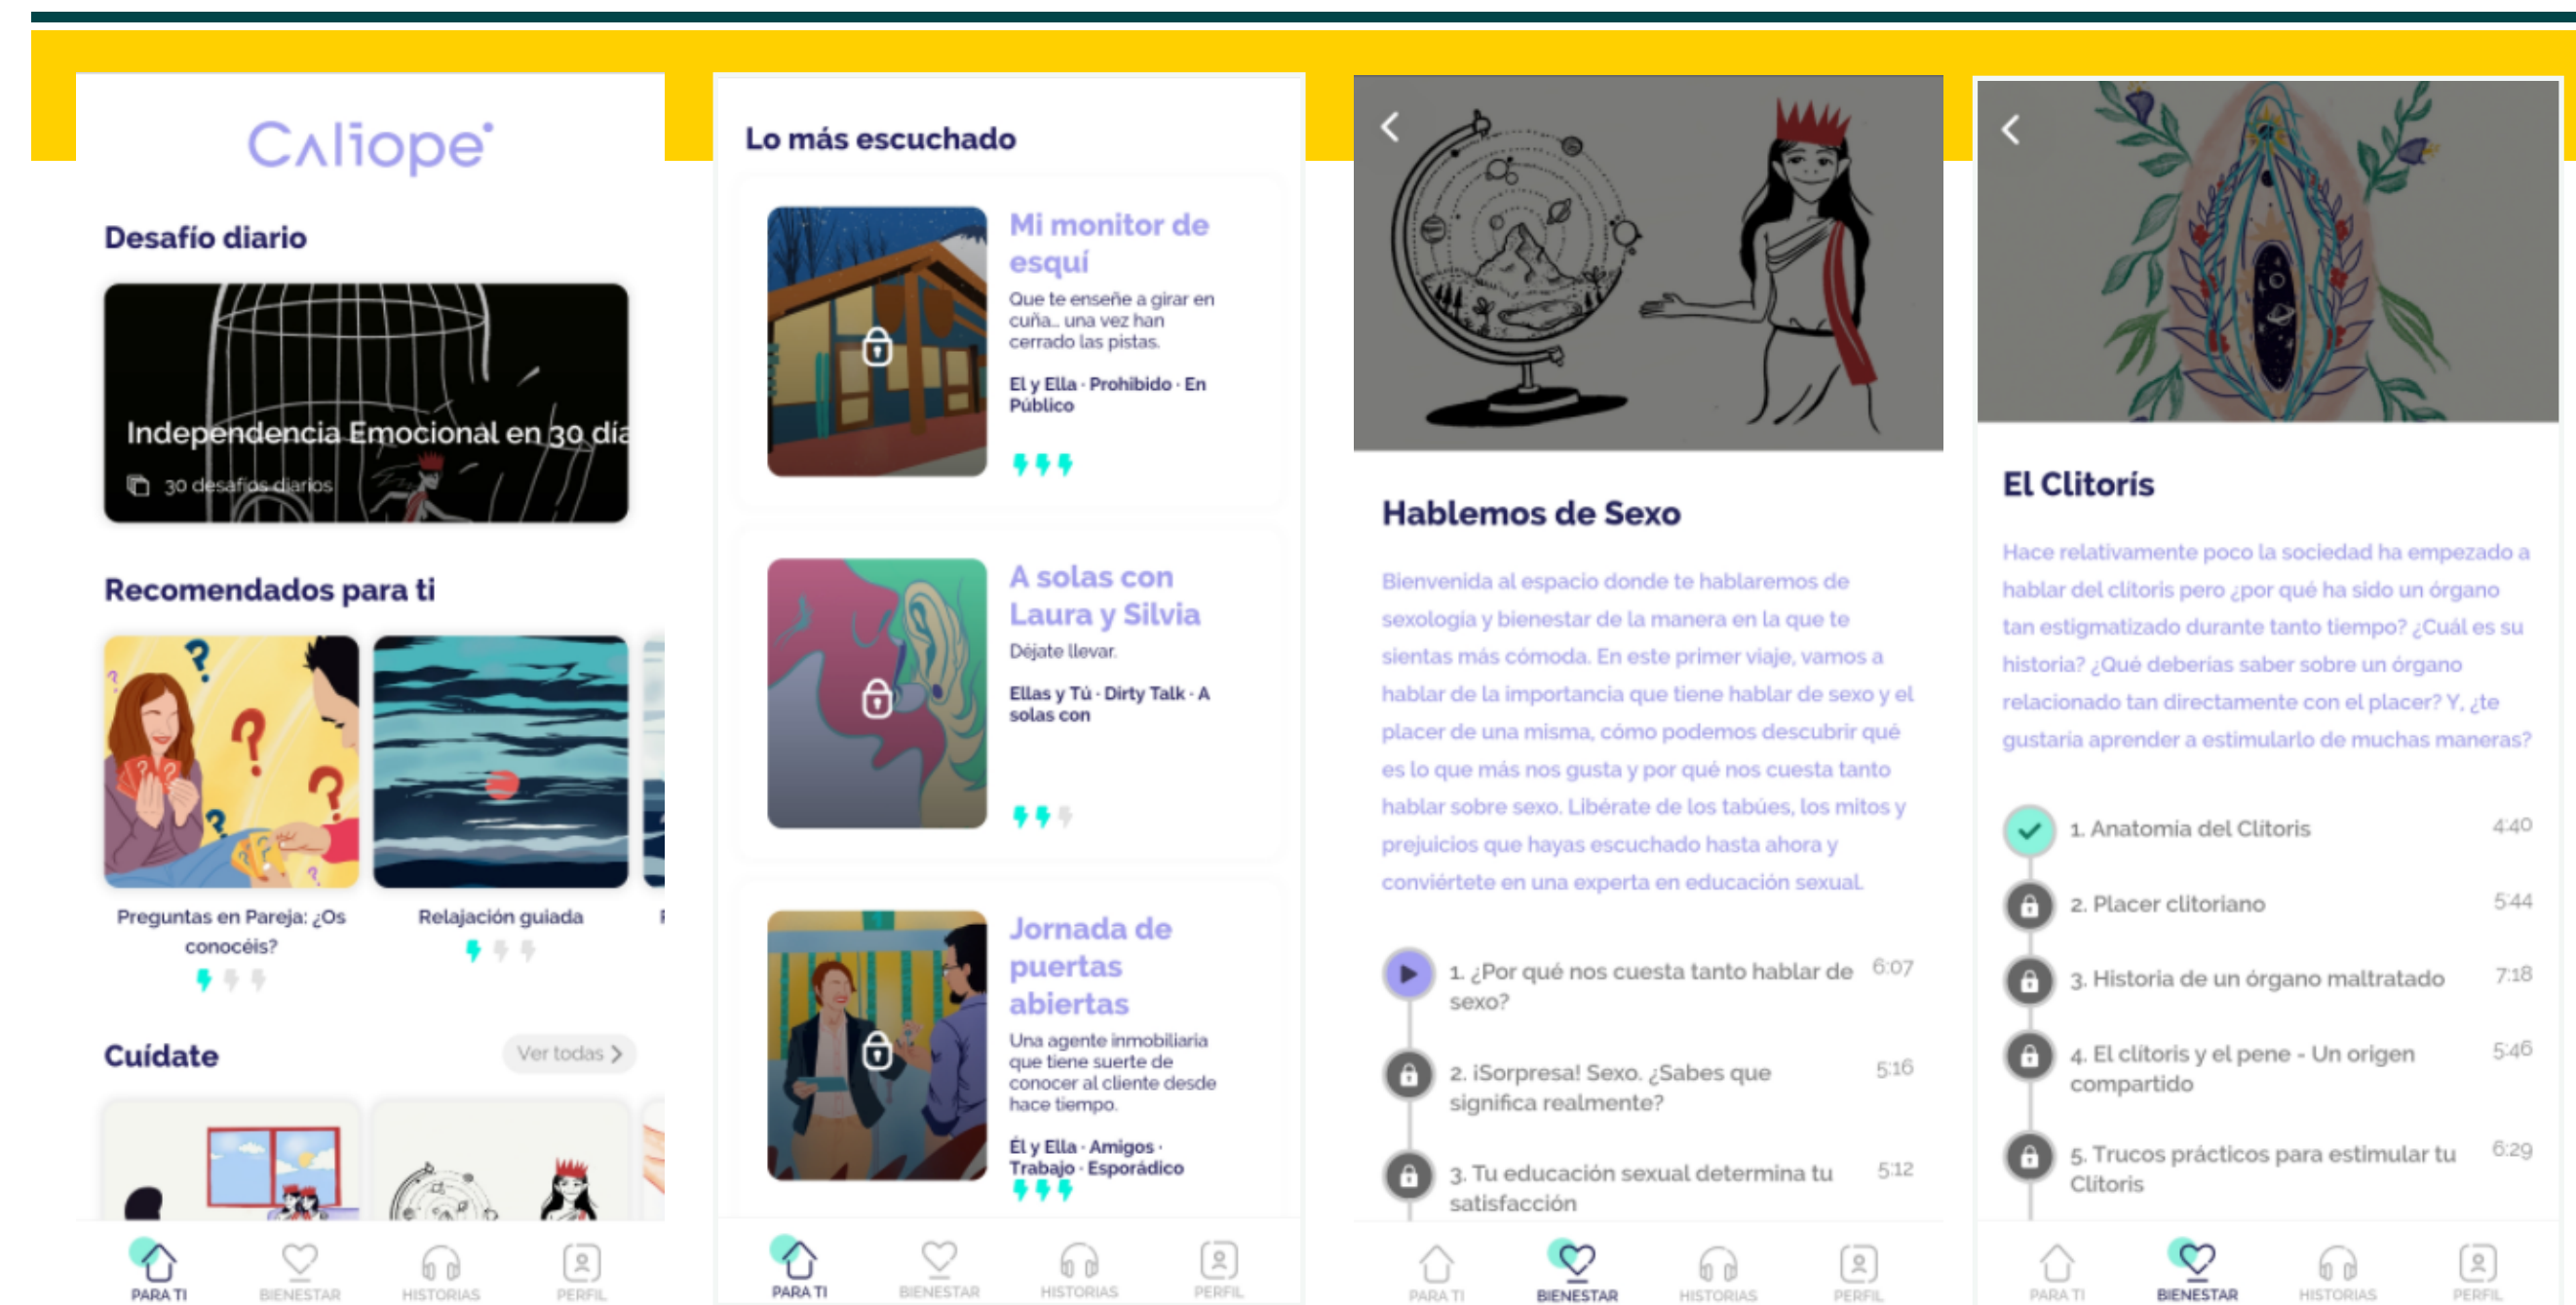 Caliope
Desafío diario
Independencia Emocional en 30 día
30 desafíos diarios
Recomendados para ti
Preguntas en Pareja: ¿Os
conocéis?
Relajación guiada
Cuídate
Ver todas
PARA TI
BIENESTAR
HISTORIAS
PERFIL
Lo más escuchado
Mi monitor de
esquí
Que te enseñe a girar en
cuña... una vez han
cerrado las pistas.
El y Ella · Prohibido · En
Público
A solas con
Laura y Silvia
Déjate llevar.
Ellas y Tú · Dirty Talk · A
solas con
Jornada de
puertas
abiertas
Una agente inmobiliaria
que tiene suerte de
conocer al cliente desde
hace tiempo.
Él y Ella · Amigos ·
Trabajo · Esporádico
PARA TI
BIENESTAR
HISTORIAS
PERFIL
Hablemos de Sexo
Bienvenida al espacio donde te hablaremos de
sexología y bienestar de la manera en la que te
sientas más cómoda. En este primer viaje, vamos a
hablar de la importancia que tiene hablar de sexo y el
placer de una misma, cómo podemos descubrir qué
es lo que más nos gusta y por qué nos cuesta tanto
hablar sobre sexo. Libérate de los tabúes, los mitos y
prejuicios que hayas escuchado hasta ahora y
conviértete en una experta en educación sexual.
1. ¿Por qué nos cuesta tanto hablar de 6:07
sexo?
2. ¡Sorpresa! Sexo. ¿Sabes que 5:16
significa realmente?
3. Tu educación sexual determina tu 5:12
satisfacción
PARA TI
BIENESTAR
HISTORIAS
PERFIL
El Clitorís
Hace relativamente poco la sociedad ha empezado a
hablar del clítoris pero ¿por qué ha sido un órgano
tan estigmatizado durante tanto tiempo? ¿Cuál es su
historia? ¿Qué deberías saber sobre un órgano
relacionado tan directamente con el placer? Y, ¿te
gustaría aprender a estimularlo de muchas maneras?
1. Anatomía del Clítoris 4:40
2. Placer clitoriano 5:44
3. Historia de un órgano maltratado 7:18
4. El clítoris y el pene - Un origen 5:46
compartido
5. Trucos prácticos para estimular tu 6:29
Clítoris
PARA TI
BIENESTAR
HISTORIAS
PERFIL